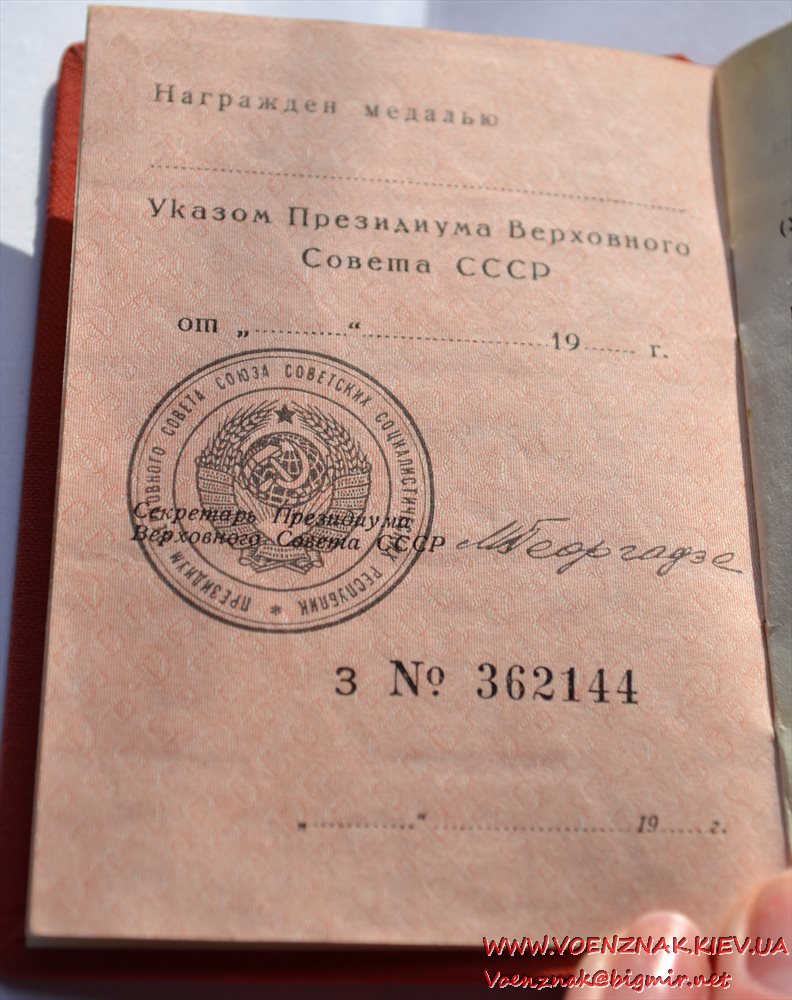 Награжден медалью
Указом Президиума Верховного
Совета СССР
от „............“........................19....... г.
ПРЕЗИДИУМ ВЕРХОВНОГО СОВЕТА СОЮЗА СОВЕТСКИХ СОЦИАЛИСТИЧЕСКИХ РЕСПУБЛИК *
Секретарь Президиума
Верховного Совета СССР МГеоргадзе
З № 362144
„............“........................19......г.
WWW.VOENZNAK.KIEV.UA
Voenznak@bigmir.net